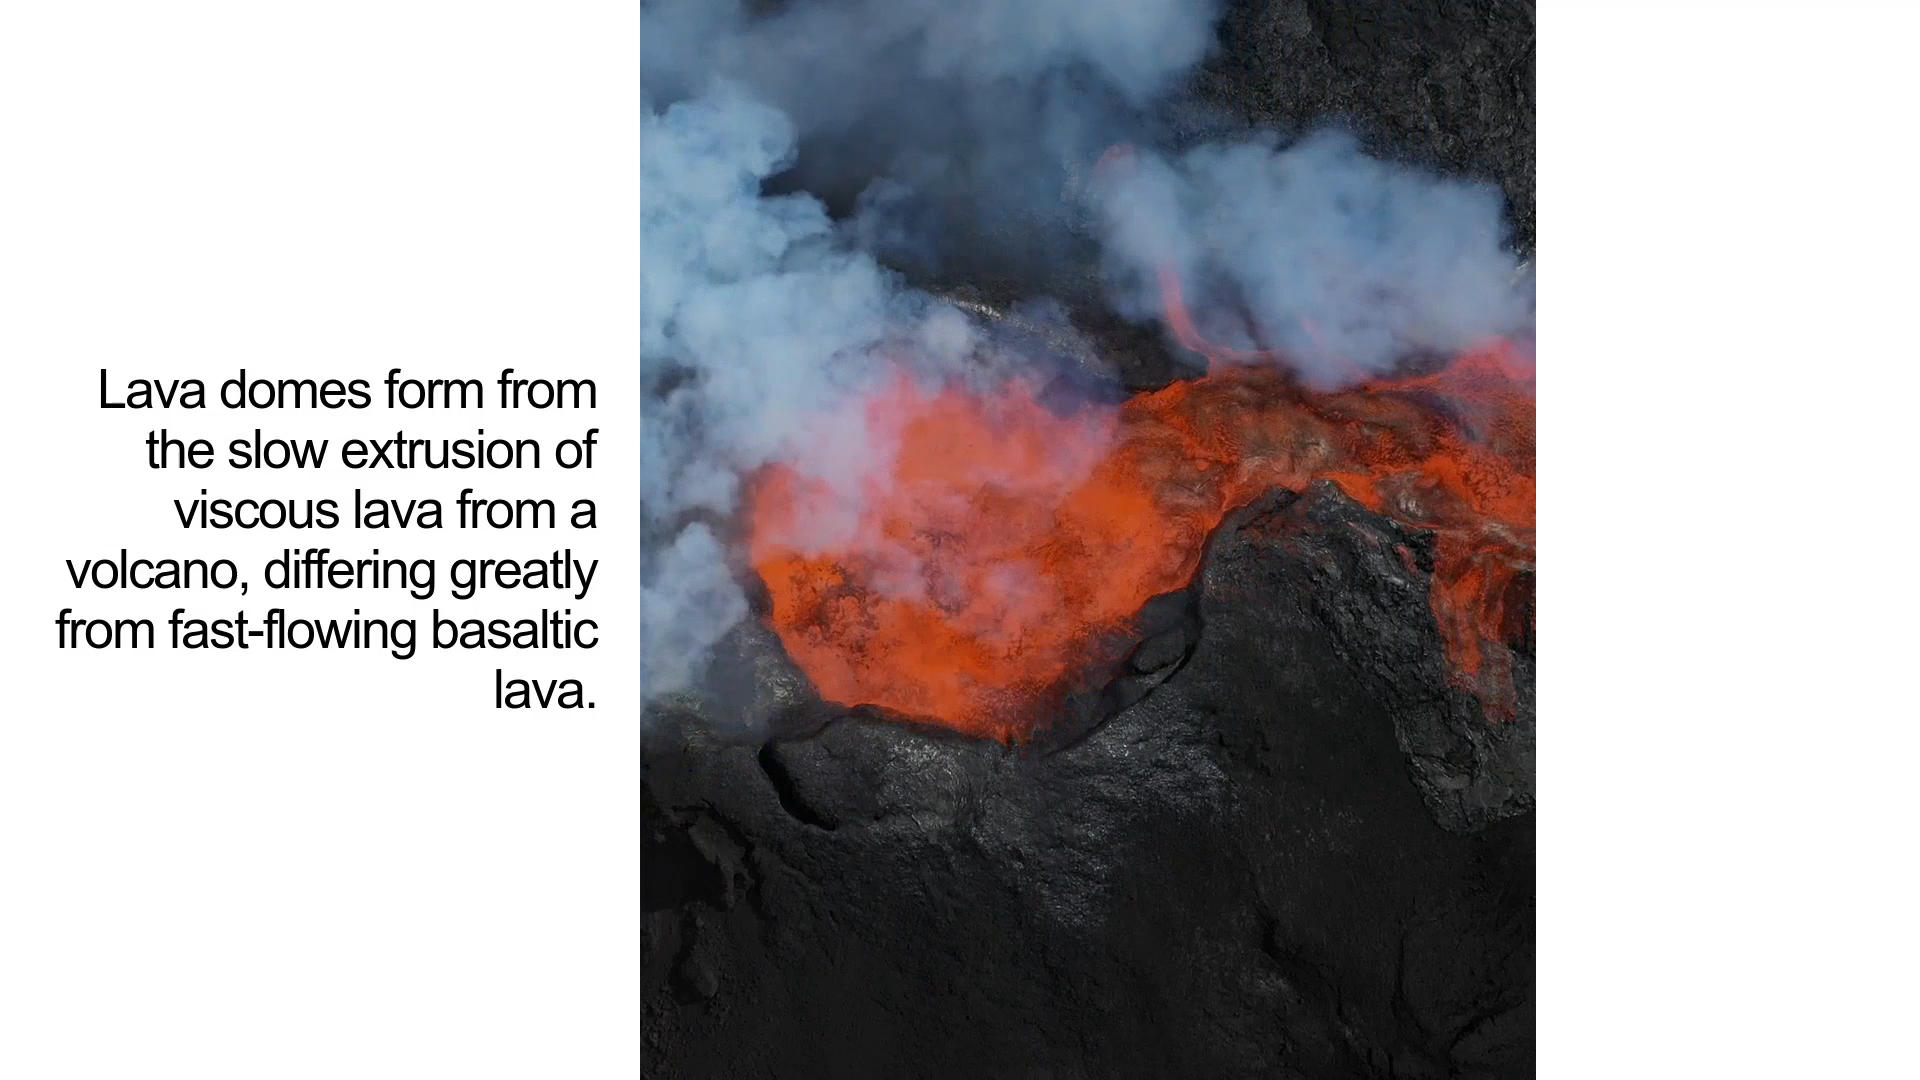 Lava domes form from
the slow extrusion of
viscous lava from a
volcano, differing greatly
from fast-flowing basaltic
lava.